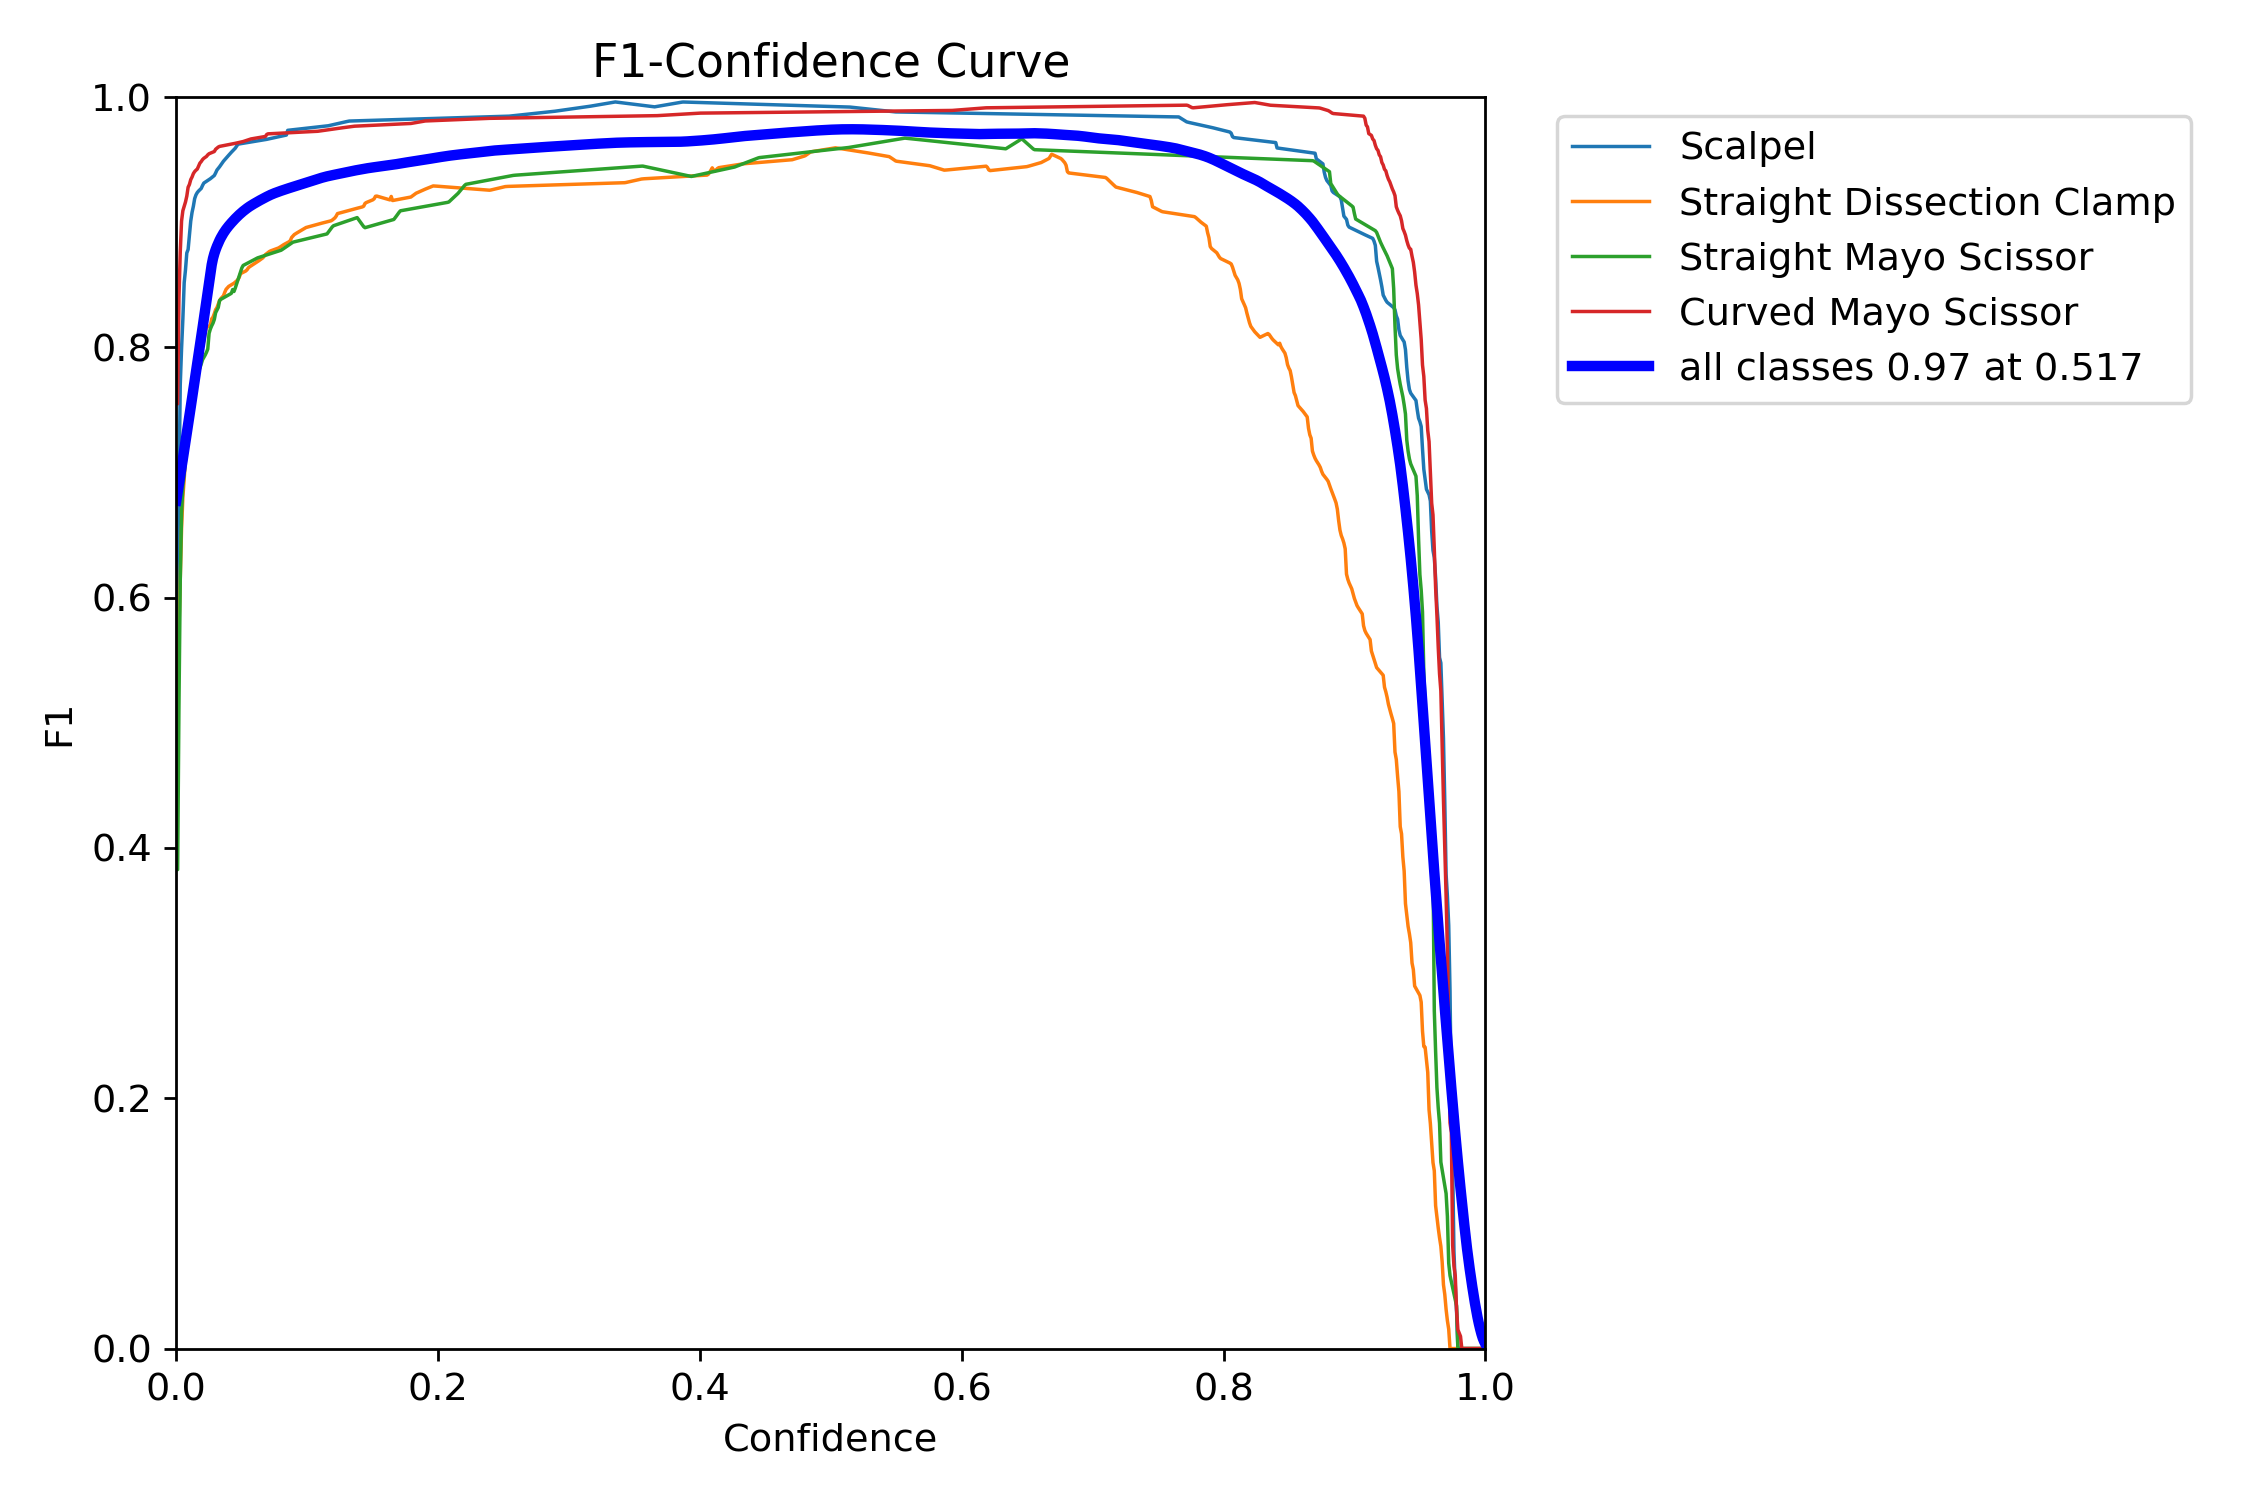 F1-Confidence Curve
1.0
0.8
0.6
0.4
0.2
0.0
F1
0.0 0.2 0.4 0.6 0.8 1.0
Confidence
Scalpel
Straight Dissection Clamp
Straight Mayo Scissor
Curved Mayo Scissor
all classes 0.97 at 0.517